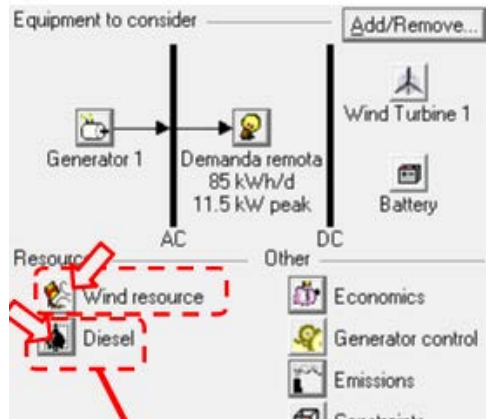 Equipment to consider
Add/Remove...
Wind Turbine 1
Generator 1
Demanda remota
85 kWh/d
11.5 kW peak
Battery
AC
DC
Resourc
Other
Wind resource
Economics
Diesel
Generator control
Emissions